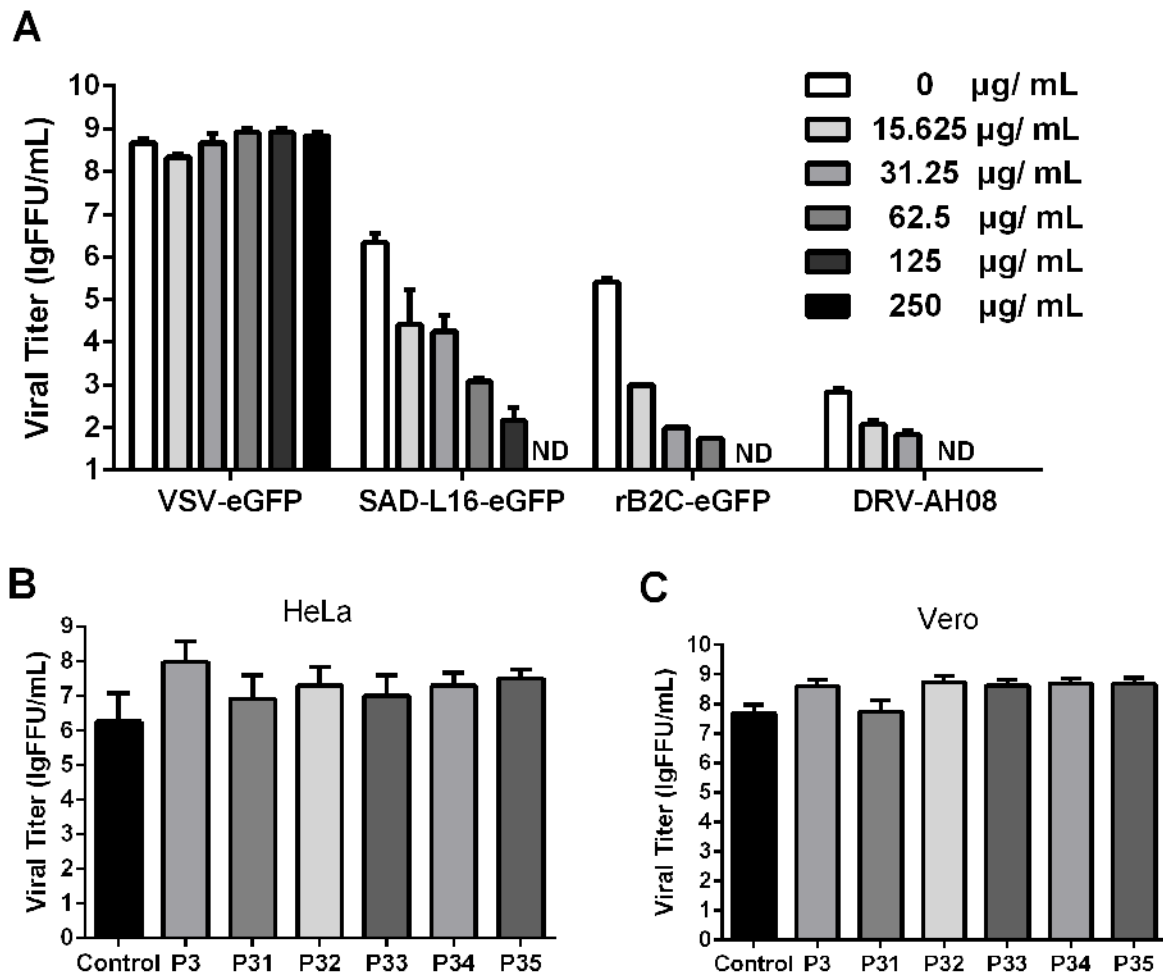 A
Viral Titer (lgFFU/mL)
10
9
8
7
6
5
4
3
2
1
ND
ND
ND
VSV-eGFP
SAD-L16-eGFP
rB2C-eGFP
DRV-AH08
0 µg/ mL
15.625 µg/ mL
31.25 µg/ mL
62.5 µg/ mL
125 µg/ mL
250 µg/ mL
B
HeLa
Viral Titer (lgFFU/mL)
9
8
7
6
5
4
3
2
1
0
Control P3 P31 P32 P33 P34 P35
C
Vero
Viral Titer (lgFFU/mL)
10
9
8
7
6
5
4
3
2
1
0
Control P3 P31 P32 P33 P34 P35